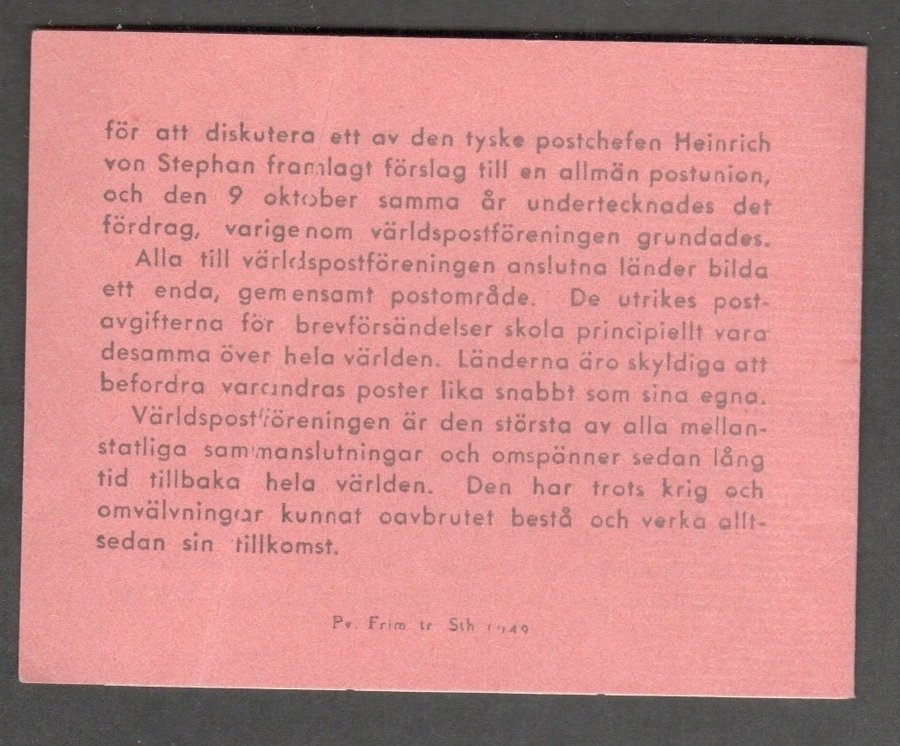 för att diskutera ett av den tyske postchefen Heinrich
von Stephan framlagt förslag till en allmän postunion,
och den 9 oktober samma år undertecknades det
fördrag, varigenom världspostföreningen grundades.
Alla till världspostföreningen anslutna länder bilda
ett enda, gemensamt postområde. De utrikes post-
avgifterna för brevförsändelser skola principiellt vara
desamma över hela världen. Länderna äro skyldiga att
befordra varandras poster lika snabbt som sina egna.
Världspostföreningen är den största av alla mellan-
statliga sammanslutningar och omspänner sedan lång
tid tillbaka hela världen. Den har trots krig och
omvälvningar kunnat oavbrutet bestå och verka allt-
sedan sin tillkomst.
Pv. Frim tr Sth 1949